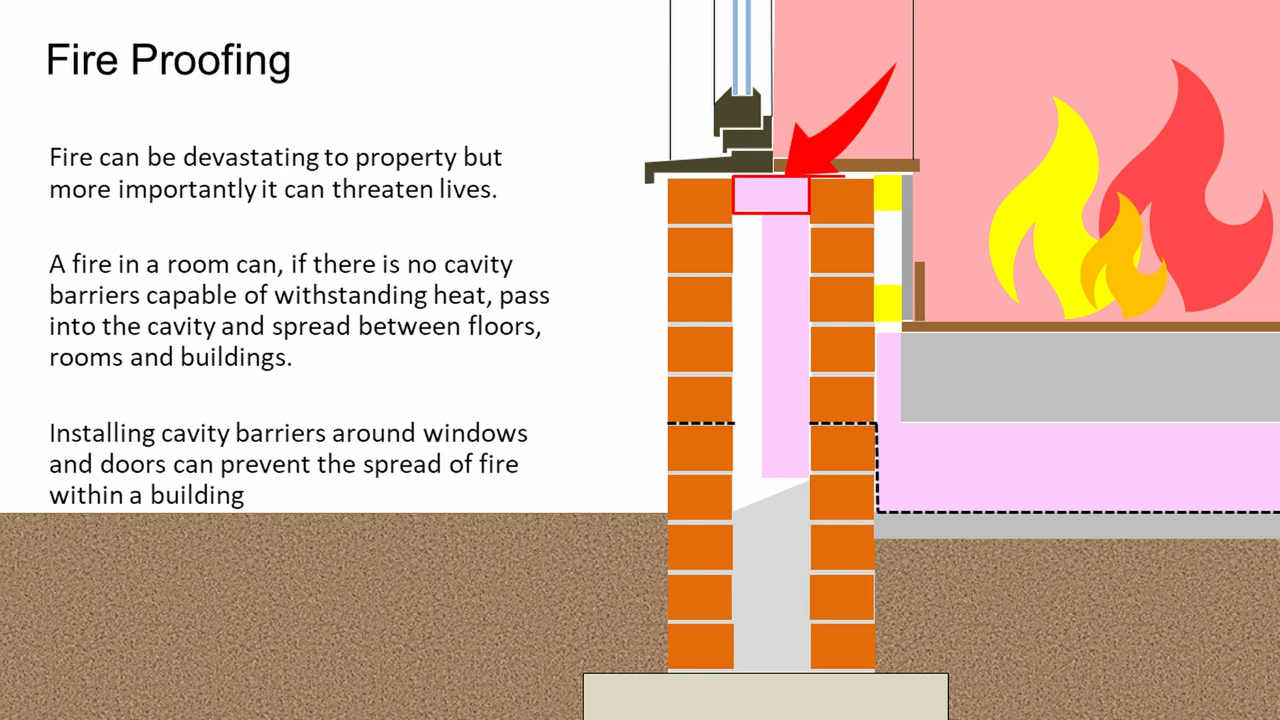 Fire Proofing
Fire can be devastating to property but
more importantly it can threaten lives.
A fire in a room can, if there is no cavity
barriers capable of withstanding heat, pass
into the cavity and spread between floors,
rooms and buildings.
Installing cavity barriers around windows
and doors can prevent the spread of fire
within a building